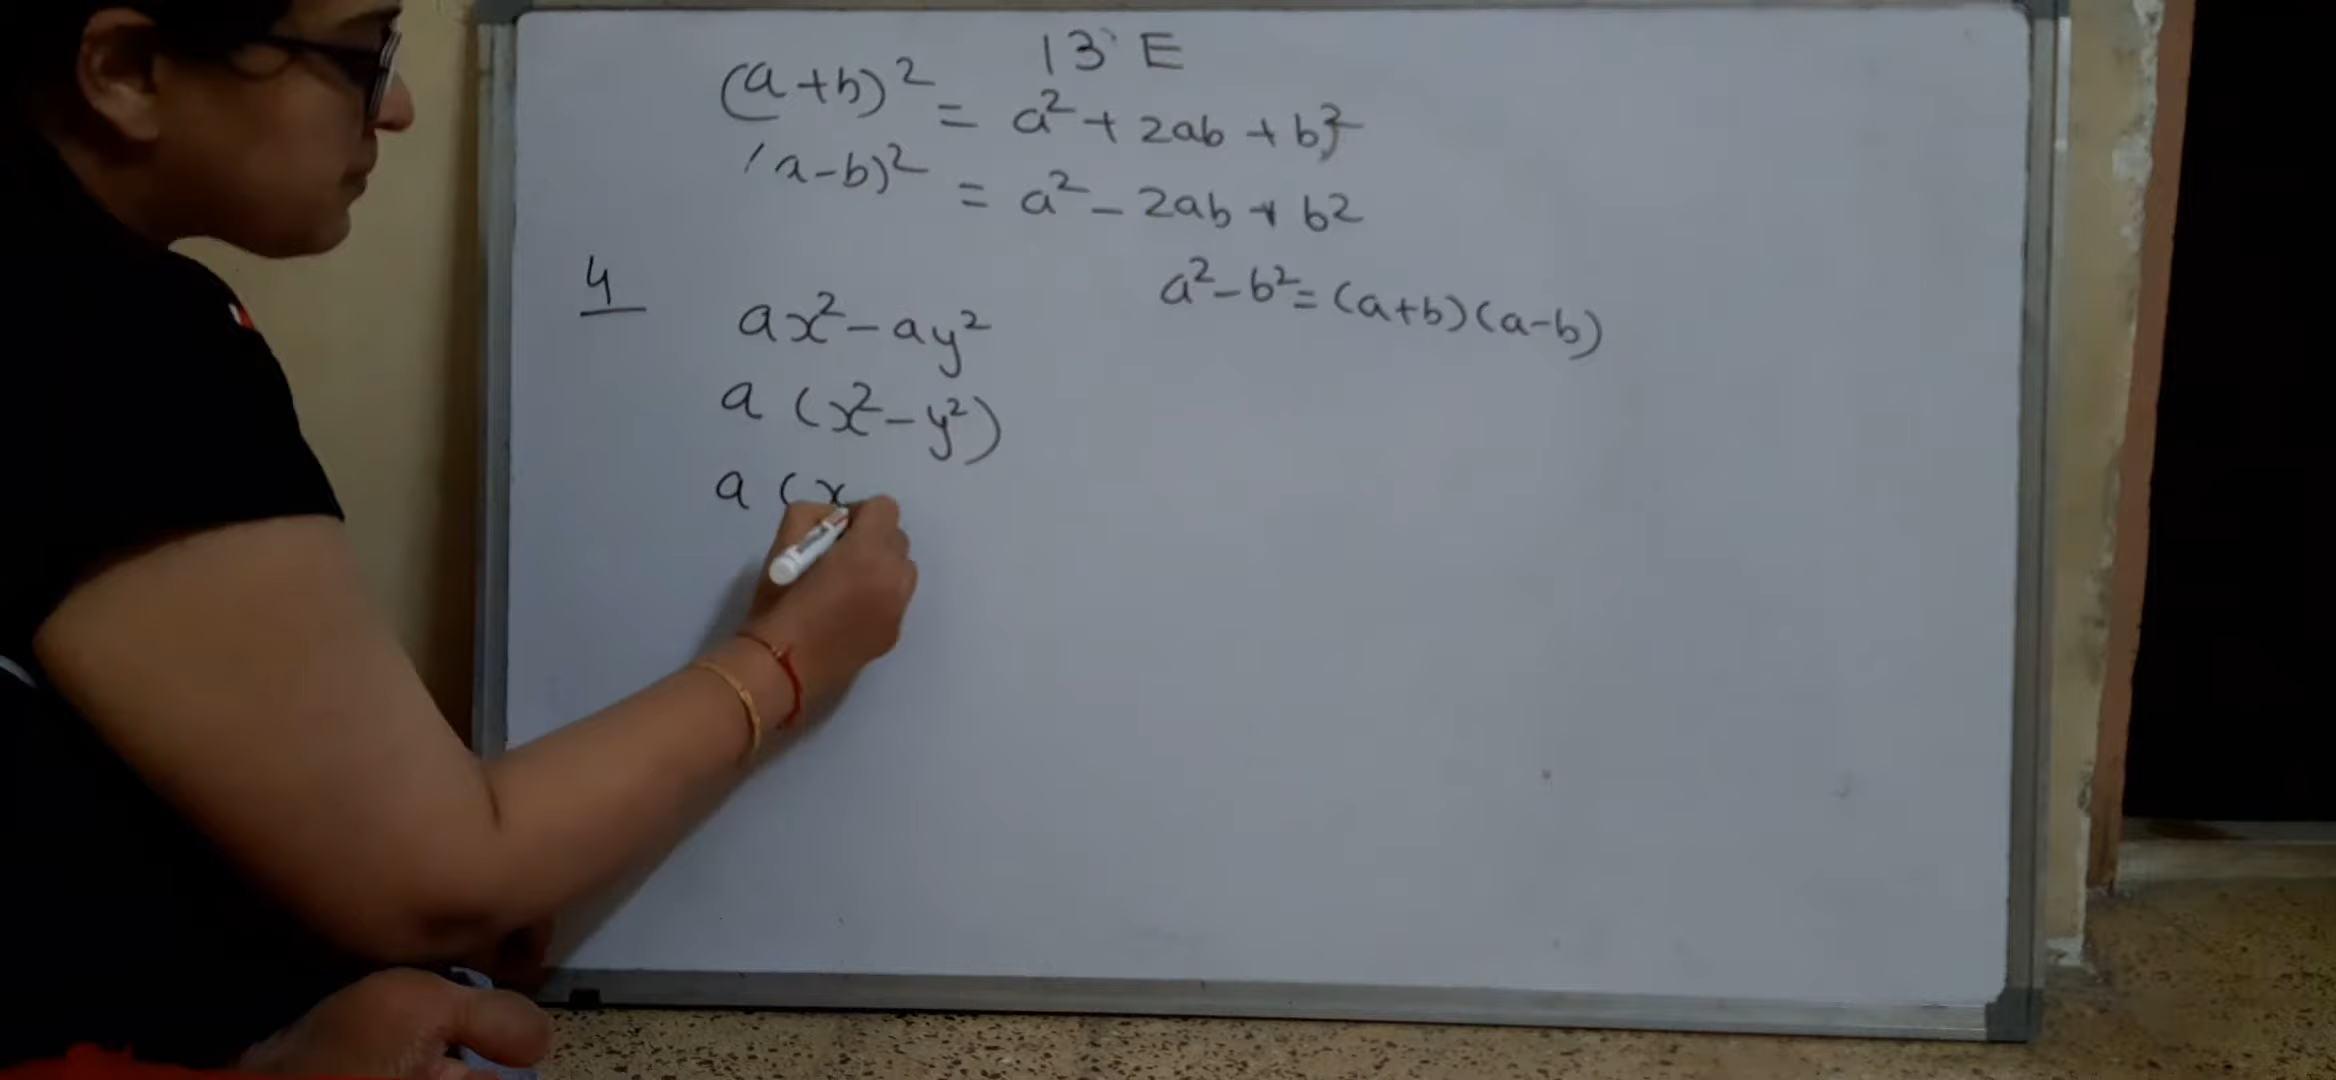 13 E
(a+b)² = a² + 2ab + b²
(a-b)² = a² - 2ab + b²
a²-b² = (a+b)(a-b)
4
ax² - ay²
a (x² - y²)
a (x